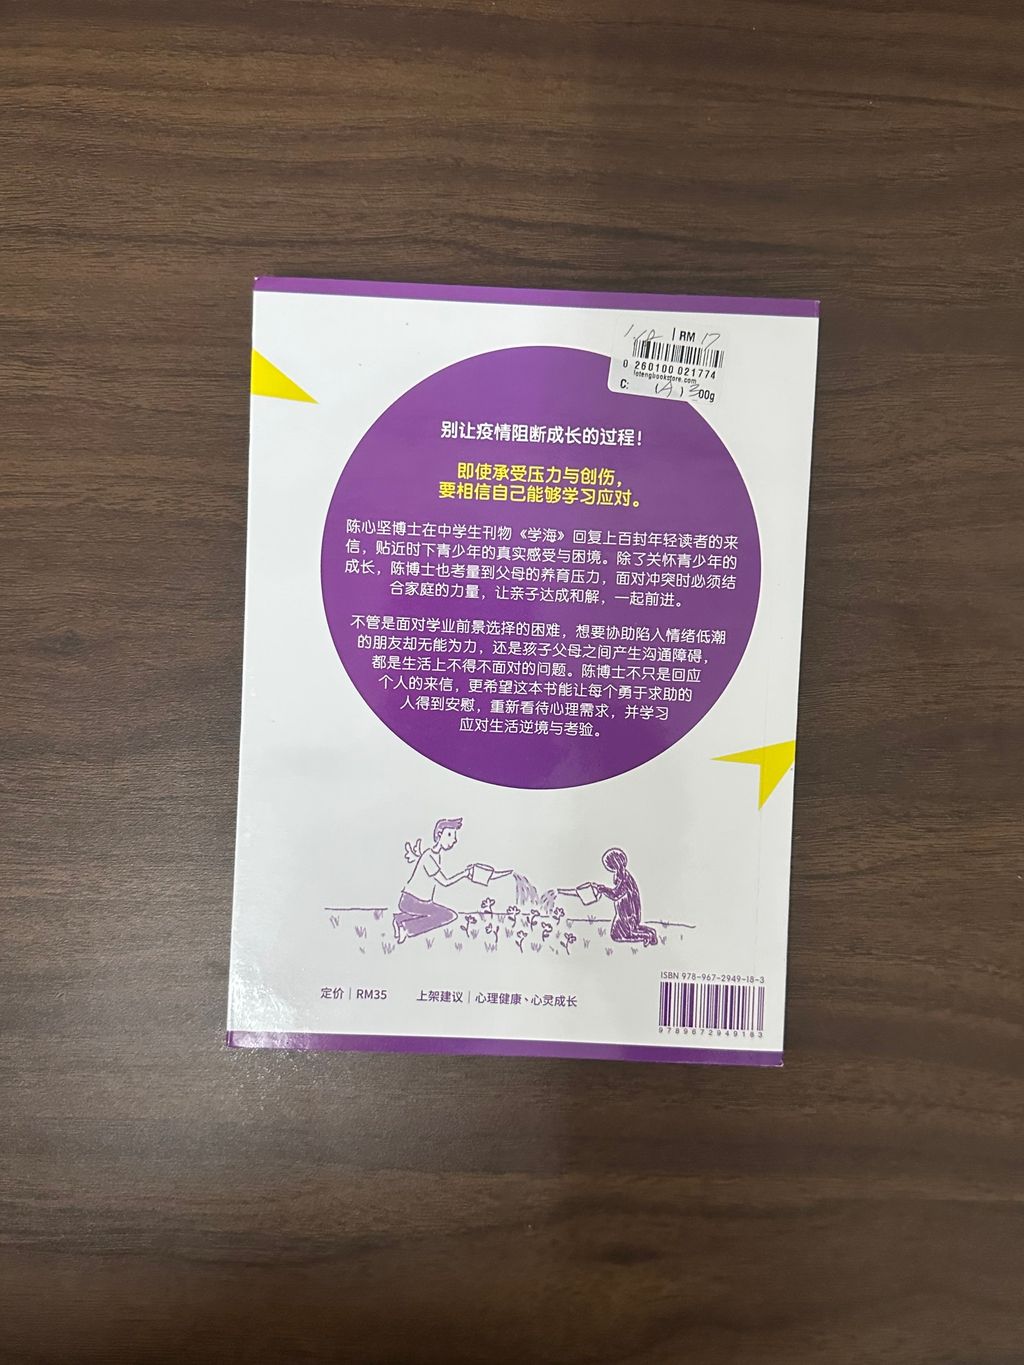 RM 17
0 260100 021774
lotengbookstore.com
C:
00g
别让疫情阻断成长的过程！
即使承受压力与创伤，
要相信自己能够学习应对。
陈心坚博士在中学生刊物《学海》回复上百封年轻读者的来
信，贴近时下青少年的真实感受与困境。除了关怀青少年的
成长，陈博士也考量到父母的养育压力，面对冲突时必须结
合家庭的力量，让亲子达成和解，一起前进。
不管是面对学业前景选择的困难，想要协助陷入情绪低潮
的朋友却无能为力，还是孩子父母之间产生沟通障碍，
都是生活上不得不面对的问题。陈博士不只是回应
个人的来信，更希望这本书能让每个勇于求助的
人得到安慰，重新看待心理需求，并学习
应对生活逆境与考验。
ISBN 978-967-2949-18-3
定价｜RM35 上架建议｜心理健康、心灵成长
9789672949183